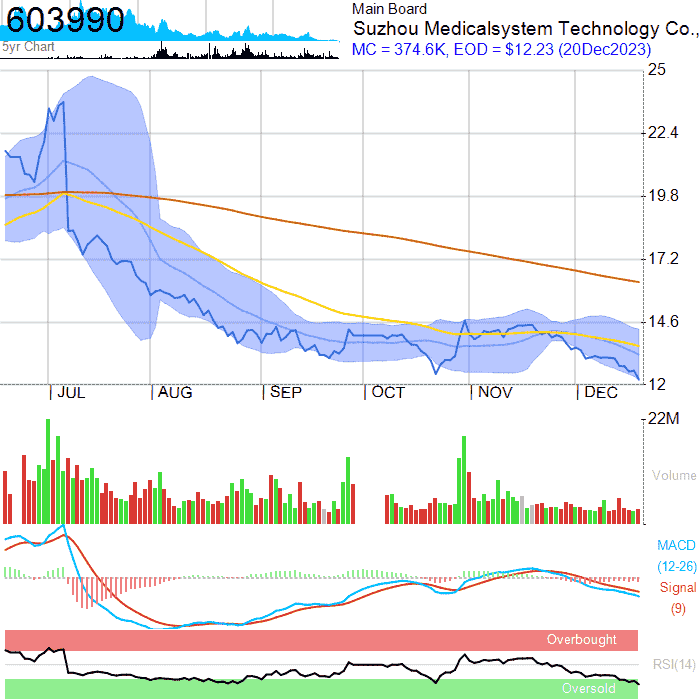 603990
5yr Chart
Main Board
Suzhou Medicalsystem Technology Co.,
MC = 374.6K, EOD = $12.23 (20Dec2023)
25
22.4
19.8
17.2
14.6
12
JUL AUG SEP OCT NOV DEC
22M
Volume
MACD
(12-26)
Signal
(9)
Overbought
RSI(14)
Oversold